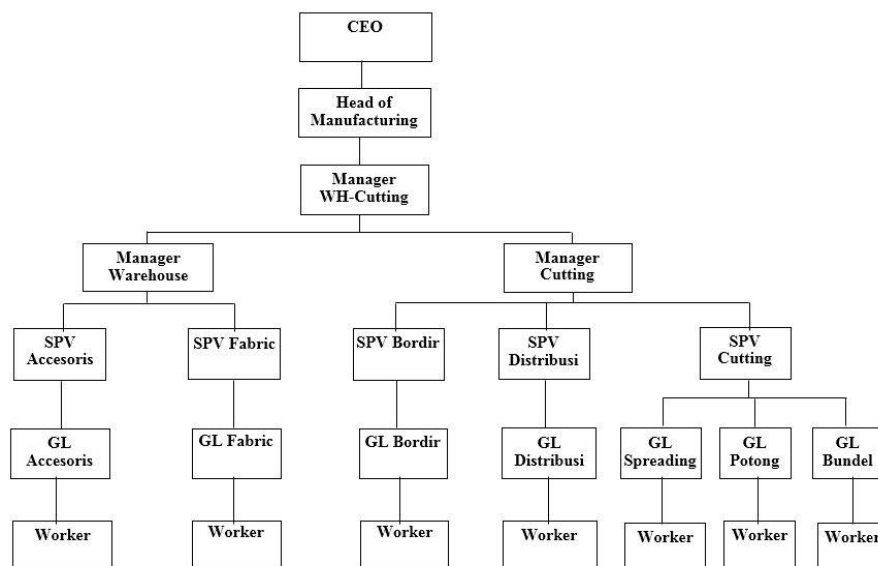 CEO
Head of
Manufacturing
Manager
WH-Cutting
Manager
Warehouse
Manager
Cutting
SPV
Accesoris
SPV Fabric
SPV Bordir
SPV
Distribusi
SPV
Cutting
GL
Accesoris
GL Fabric
GL Bordir
GL
Distribusi
GL
Spreading
GL
Potong
GL
Bundel
Worker
Worker
Worker
Worker
Worker
Worker
Worker